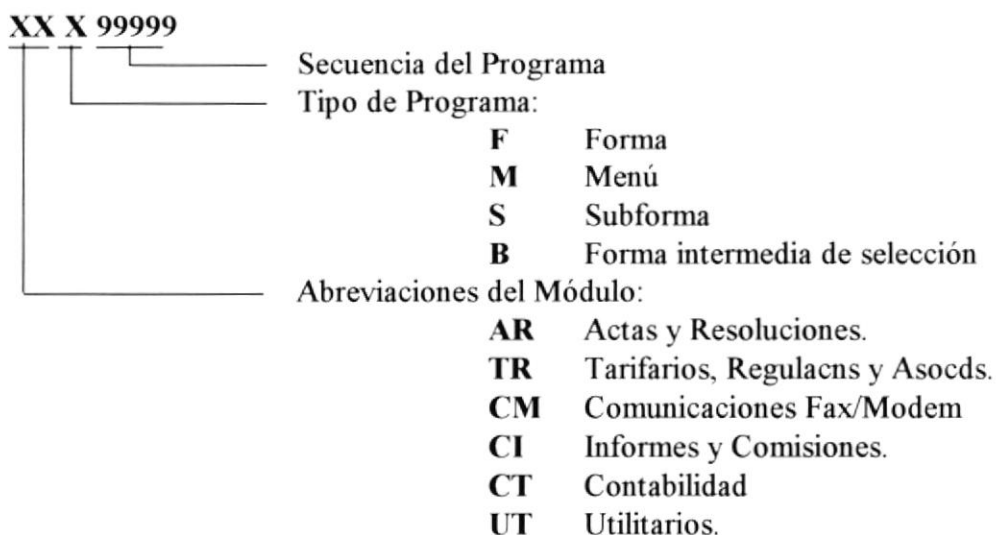 XX X 99999
Secuencia del Programa
Tipo de Programa:
F Forma
M Menú
S Subforma
B Forma intermedia de selección
Abreviaciones del Módulo:
AR Actas y Resoluciones.
TR Tarifarios, Regulacns y Asocds.
CM Comunicaciones Fax/Modem
CI Informes y Comisiones.
CT Contabilidad
UT Utilitarios.